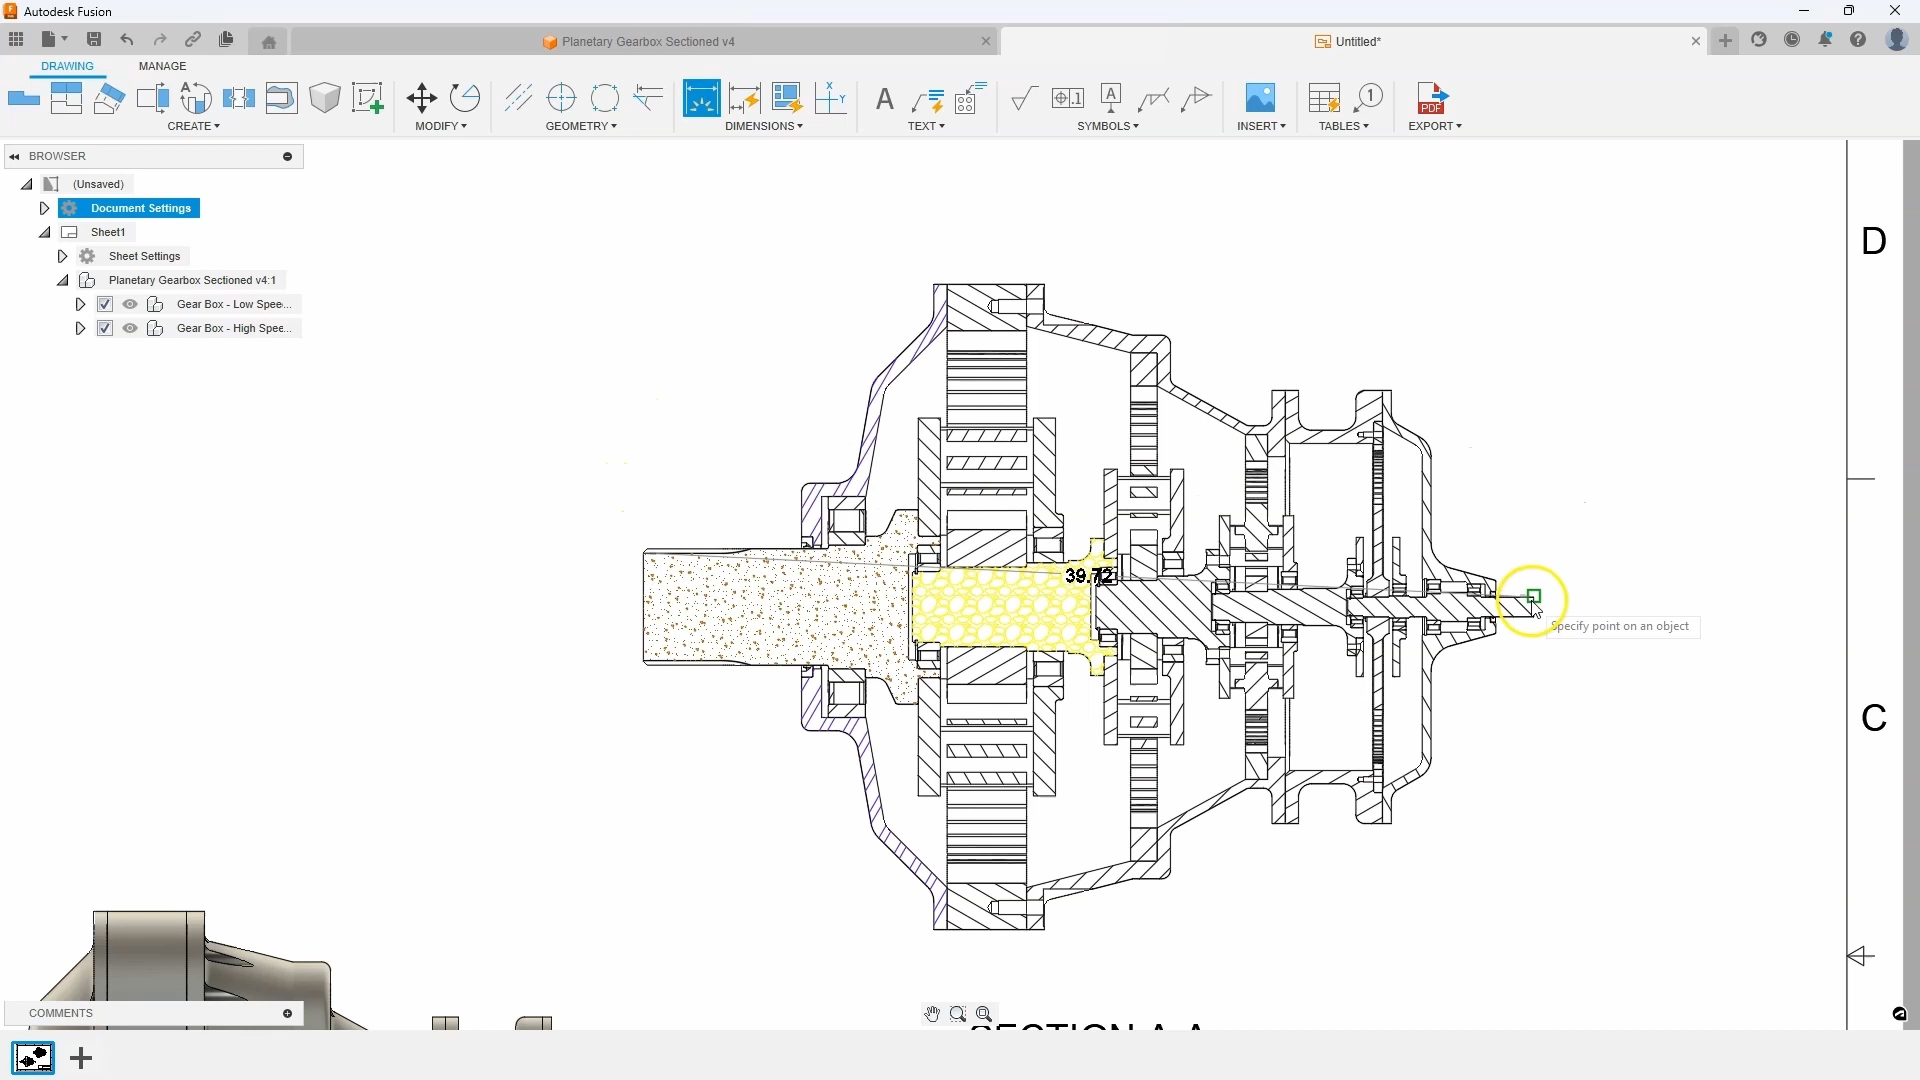 Autodesk Fusion
Planetary Gearbox Sectioned v4
Untitled*
DRAWING
MANAGE
CREATE
MODIFY
GEOMETRY
DIMENSIONS
TEXT
SYMBOLS
INSERT
TABLES
EXPORT
BROWSER
(Unsaved)
Document Settings
Sheet1
Sheet Settings
Planetary Gearbox Sectioned v4:1
Gear Box - Low Spee...
Gear Box - High Spee...
D
39.72
Specify point on an object
C
COMMENTS
SECTION A-A